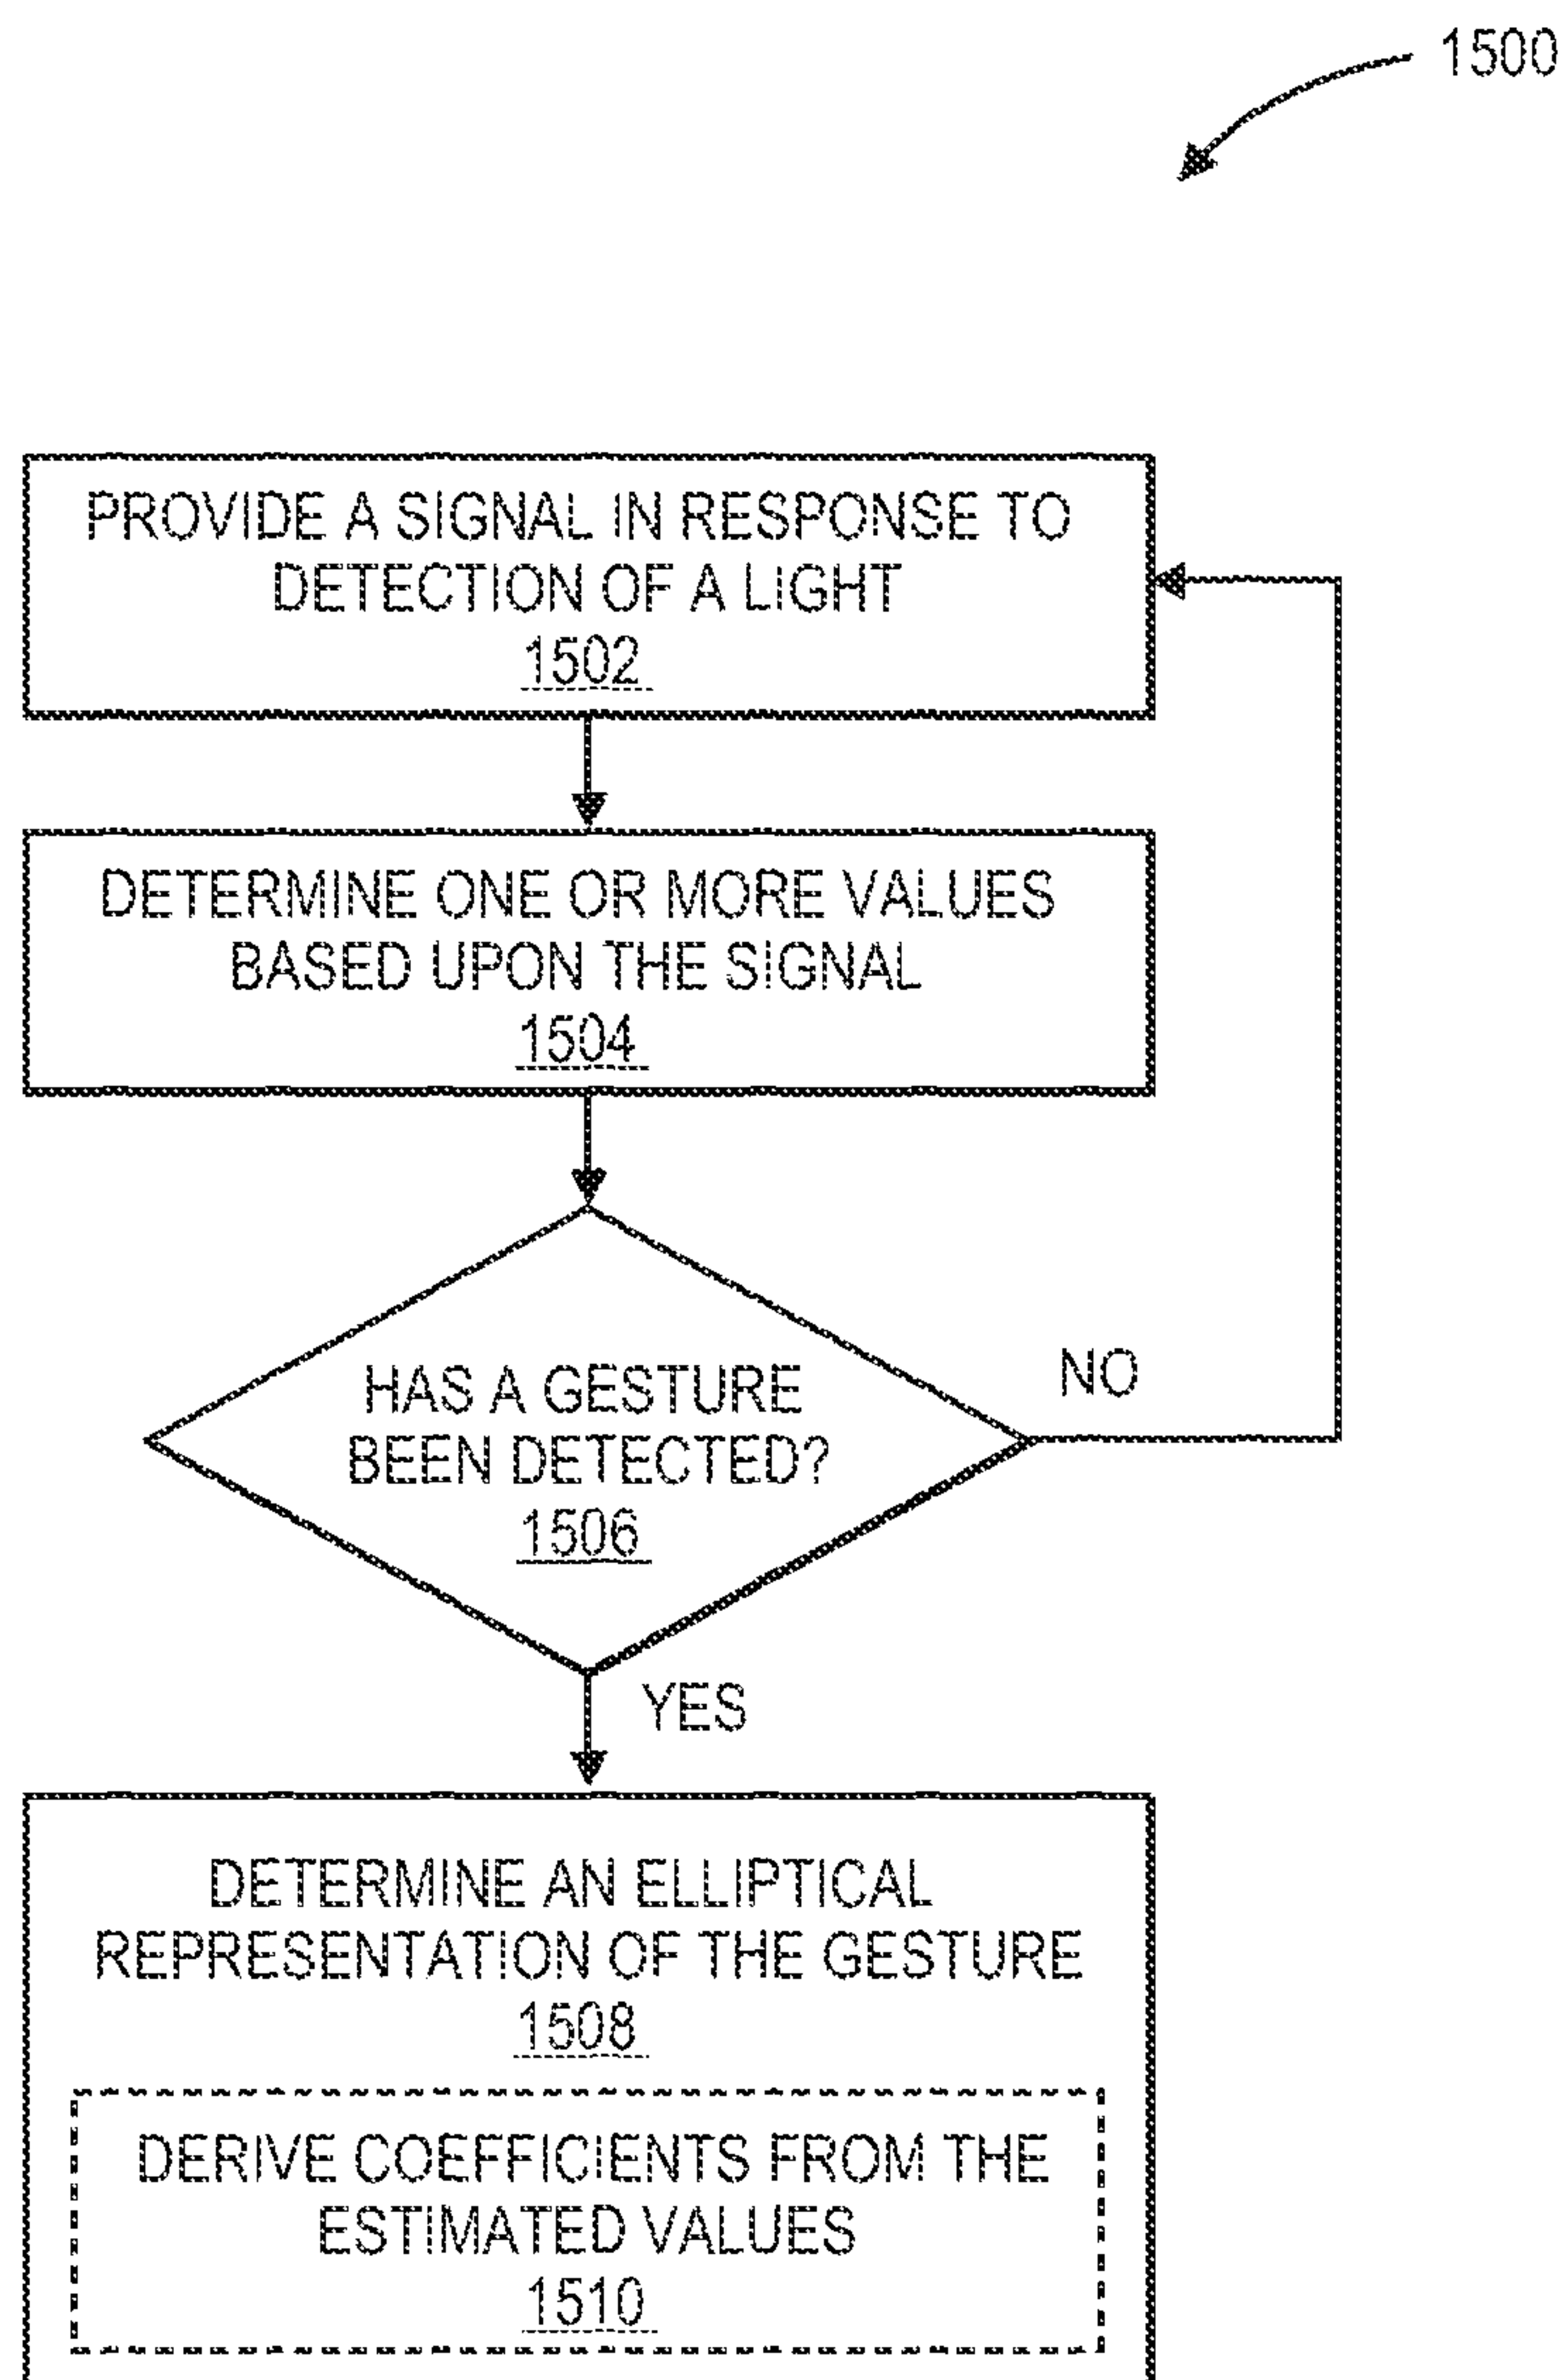 1500
PROVIDE A SIGNAL IN RESPONSE TO
DETECTION OF A LIGHT
1502
DETERMINE ONE OR MORE VALUES
BASED UPON THE SIGNAL
1504
HAS A GESTURE
BEEN DETECTED?
1506
NO
YES
DETERMINE AN ELLIPTICAL
REPRESENTATION OF THE GESTURE
1508
DERIVE COEFFICIENTS FROM THE
ESTIMATED VALUES
1510